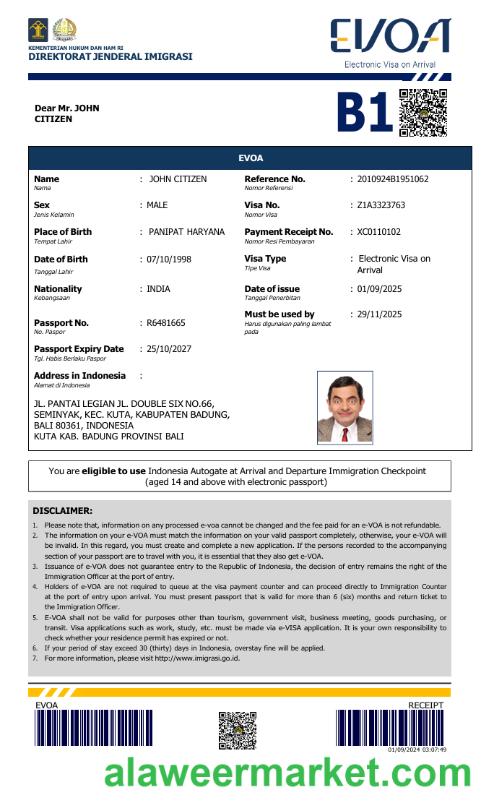 KEMENTERIAN HUKUM DAN HAM RI
DIREKTORAT JENDERAL IMIGRASI
EVOA
Electronic Visa on Arrival
Dear Mr. JOHN
CITIZEN
B1
EVOA
Name : JOHN CITIZEN Reference No. : 2010924B1951062
Nama Nomor Referensi
Sex : MALE Visa No. : Z1A3323763
Jenis Kelamin Nomor Visa
Place of Birth : PANIPAT HARYANA Payment Receipt No. : XC0110102
Tempat Lahir Nomor Resi Pembayaran
Date of Birth : 07/10/1998 Visa Type : Electronic Visa on
Tanggal Lahir Tipe Visa Arrival
Nationality : INDIA Date of issue : 01/09/2025
Kebangsaan Tanggal Penerbitan
Must be used by : 29/11/2025
Passport No. : R6481665 Harus digunakan paling lambat
No. Paspor pada
Passport Expiry Date : 25/10/2027
Tgl. Habis Berlaku Paspor
Address in Indonesia :
Alamat di Indonesia
JL. PANTAI LEGIAN JL. DOUBLE SIX NO.66,
SEMINYAK, KEC. KUTA, KABUPATEN BADUNG,
BALI 80361, INDONESIA
KUTA KAB. BADUNG PROVINSI BALI
You are eligible to use Indonesia Autogate at Arrival and Departure Immigration Checkpoint
(aged 14 and above with electronic passport)
DISCLAIMER:
1. Please note that, information on any processed e-voa cannot be changed and the fee paid for an e-VOA is not refundable.
2. The information on your e-VOA must match the information on your valid passport completely, otherwise, your e-VOA will
be invalid. In this regard, you must create and complete a new application. If the persons recorded to the accompanying
section of your passport are to travel with you, it is essential that they also get e-VOA.
3. Issuance of e-VOA does not guarantee entry to the Republic of Indonesia, the decision of entry remains the right of the
Immigration Officer at the port of entry.
4. Holders of e-VOA are not required to queue at the visa payment counter and can proceed directly to Immigration Counter
at the port of entry upon arrival. You must present passport that is valid for more than 6 (six) months and return ticket to
the Immigration Officer.
5. E-VOA shall not be valid for purposes other than tourism, government visit, business meeting, goods purchasing, or
transit. Visa applications such as work, study, etc. must be made via e-VISA application. It is your own responsibility to
check whether your residence permit has expired or not.
6. If your period of stay exceed 30 (thirty) days in Indonesia, overstay fine will be applied.
7. For more information, please visit http://www.imigrasi.go.id.
EVOA RECEIPT
01/09/2024 03:07:49
alaweermarket.com